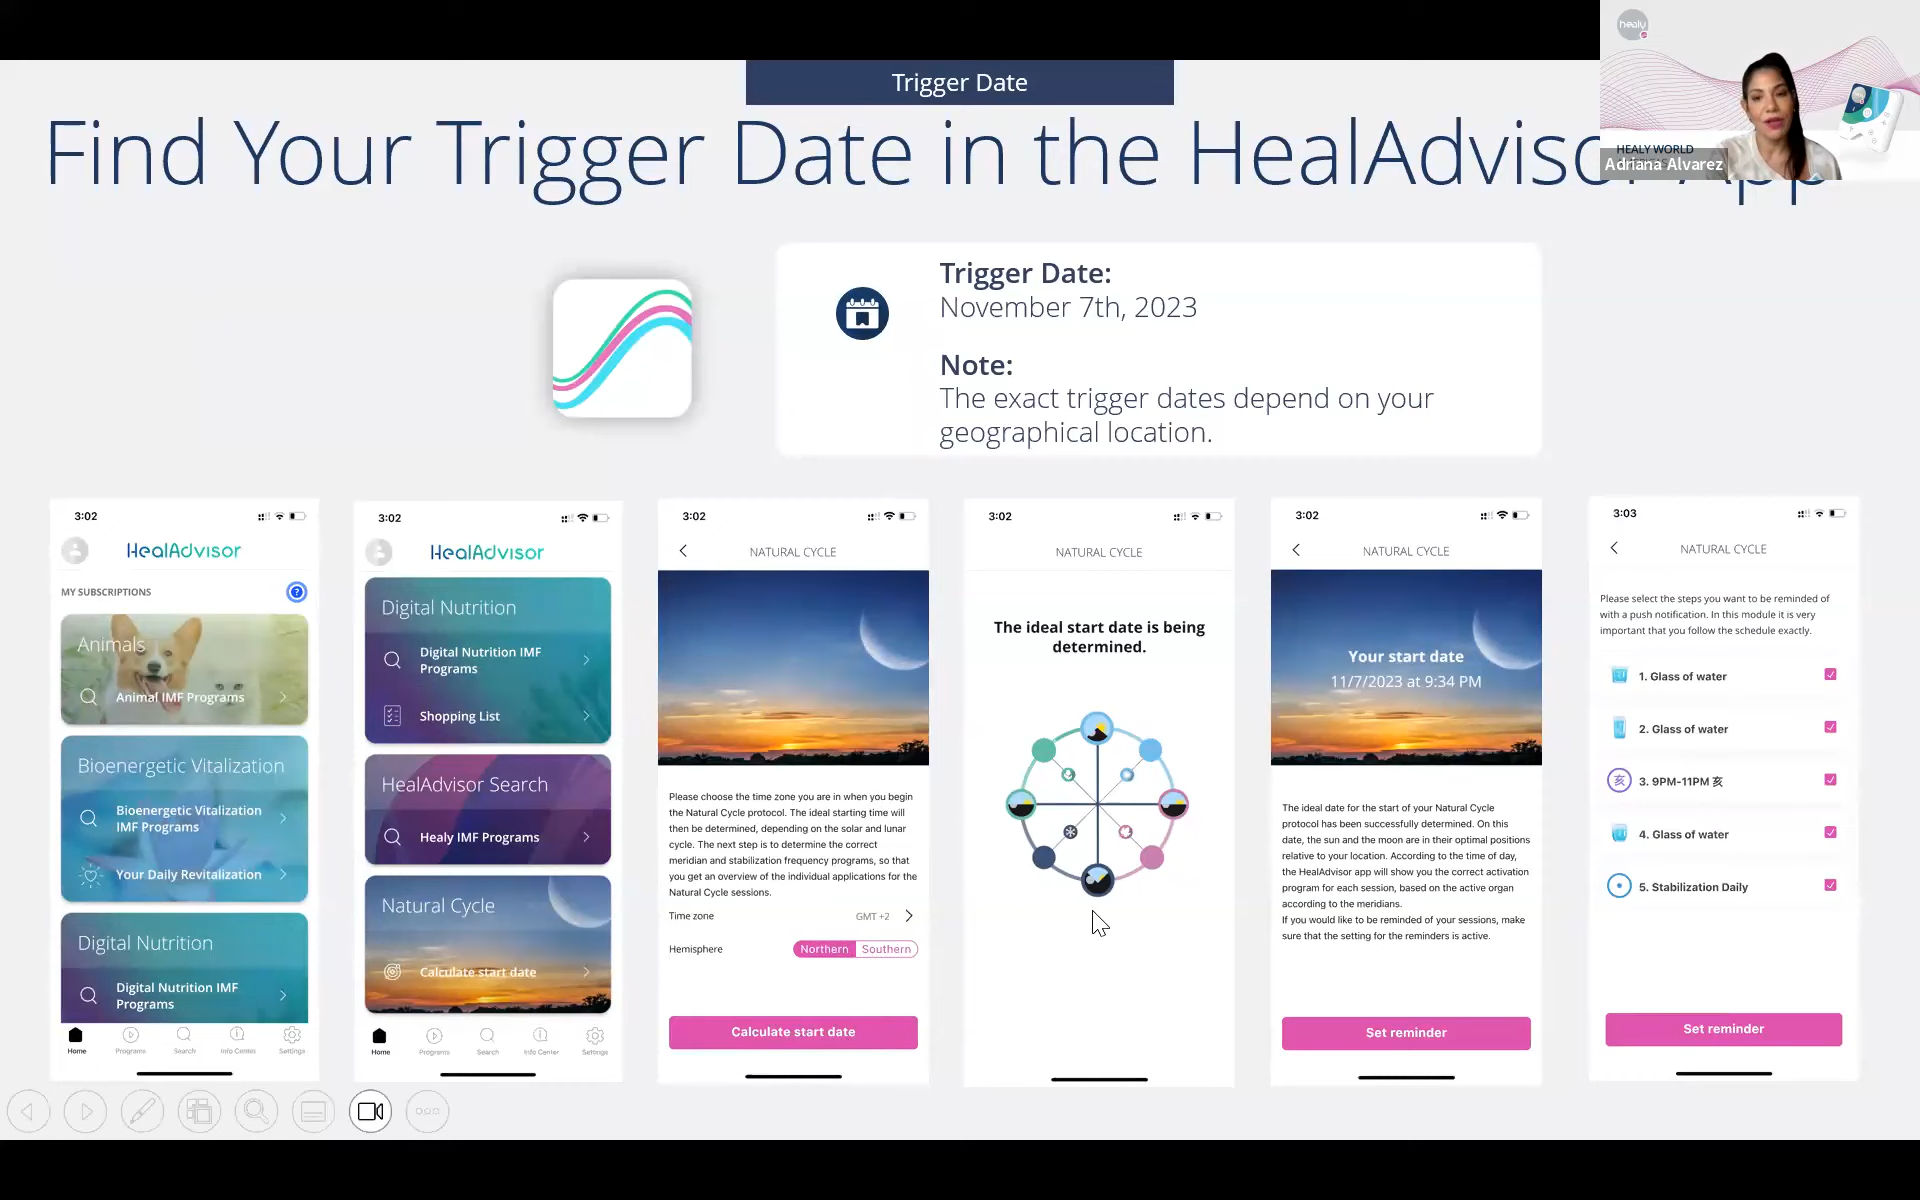 Trigger Date
Find Your Trigger Date in the HealAdvisor App
healy
HEALY WORLD
Adriana Alvarez
Trigger Date:
November 7th, 2023
Note:
The exact trigger dates depend on your
geographical location.
3:02
HealAdvisor
MY SUBSCRIPTIONS
?
Animals
Animal IMF Programs
Bioenergetic Vitalization
Bioenergetic Vitalization
IMF Programs
Your Daily Revitalization
Digital Nutrition
Digital Nutrition IMF
Programs
Home
Programs
Search
Info Center
Settings
3:02
HealAdvisor
Digital Nutrition
Digital Nutrition IMF
Programs
Shopping List
HealAdvisor Search
Healy IMF Programs
Natural Cycle
Calculate start date
Home
Programs
Search
Info Center
Settings
3:02
NATURAL CYCLE
Please choose the time zone you are in when you begin
the Natural Cycle protocol. The ideal starting time will
then be determined, depending on the solar and lunar
cycle. The next step is to determine the correct
meridian and stabilization frequency programs, so that
you get an overview of the individual applications for the
Natural Cycle sessions.
Time zone
GMT +2
Hemisphere
Northern
Southern
Calculate start date
3:02
NATURAL CYCLE
The ideal start date is being
determined.
3:02
NATURAL CYCLE
Your start date
11/7/2023 at 9:34 PM
The ideal date for the start of your Natural Cycle
protocol has been successfully determined. On this
date, the sun and the moon are in their optimal positions
relative to your location. According to the time of day,
the HealAdvisor app will show you the correct activation
program for each session, based on the active organ
according to the meridians.
If you would like to be reminded of your sessions, make
sure that the setting for the reminders is active.
Set reminder
3:03
NATURAL CYCLE
Please select the steps you want to be reminded of
with a push notification. In this module it is very
important that you follow the schedule exactly.
1. Glass of water
2. Glass of water
亥
3. 9PM-11PM 亥
4. Glass of water
5. Stabilization Daily
Set reminder